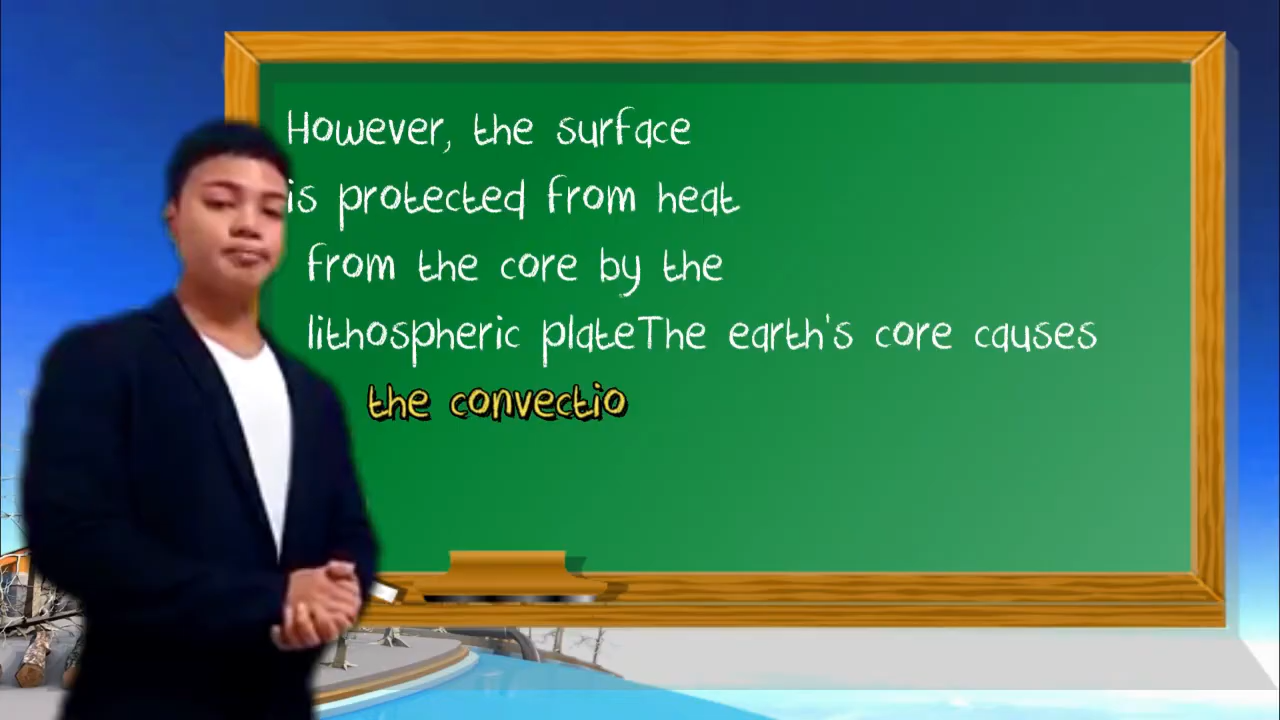 However, the surface
is protected from heat
from the core by the
lithospheric plateThe earth's core causes
the convectio